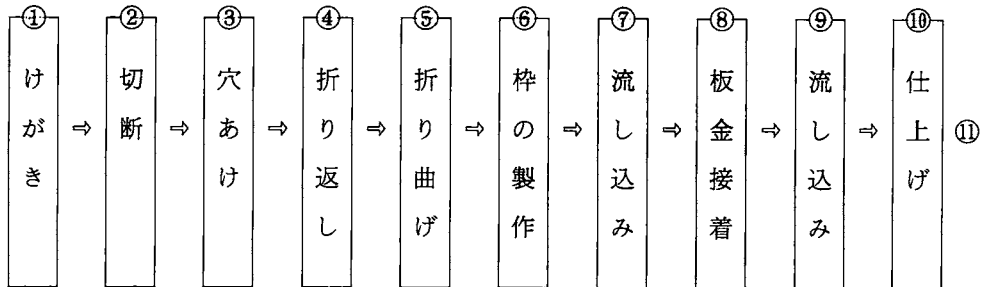 ① けがき
⇨
② 切断
⇨
③ 穴あけ
⇨
④ 折り返し
⇨
⑤ 折り曲げ
⇨
⑥ 枠の製作
⇨
⑦ 流し込み
⇨
⑧ 板金接着
⇨
⑨ 流し込み
⇨
⑩ 仕上げ
⑪